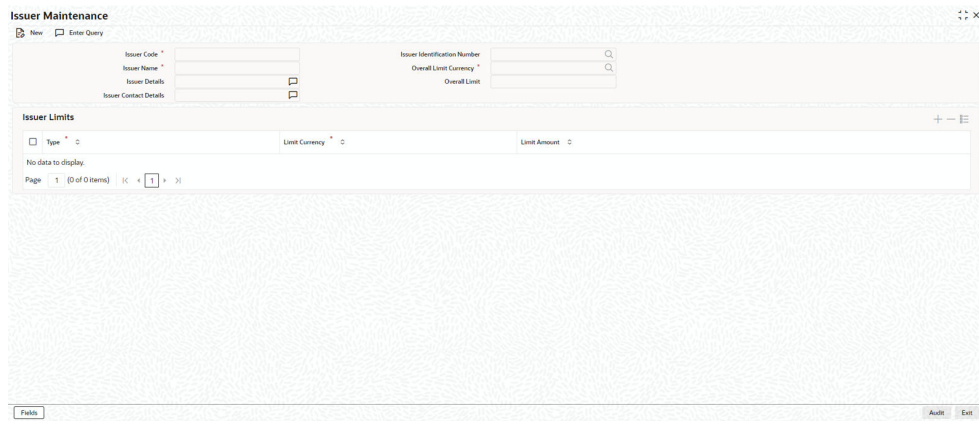 Issuer Maintenance
New Enter Query
Issuer Code * Issuer Identification Number
Issuer Name * Overall Limit Currency *
Issuer Details Overall Limit
Issuer Contact Details
Issuer Limits
Type * Limit Currency * Limit Amount
No data to display.
Page 1 (0 of 0 items) 1
Fields Audit Exit